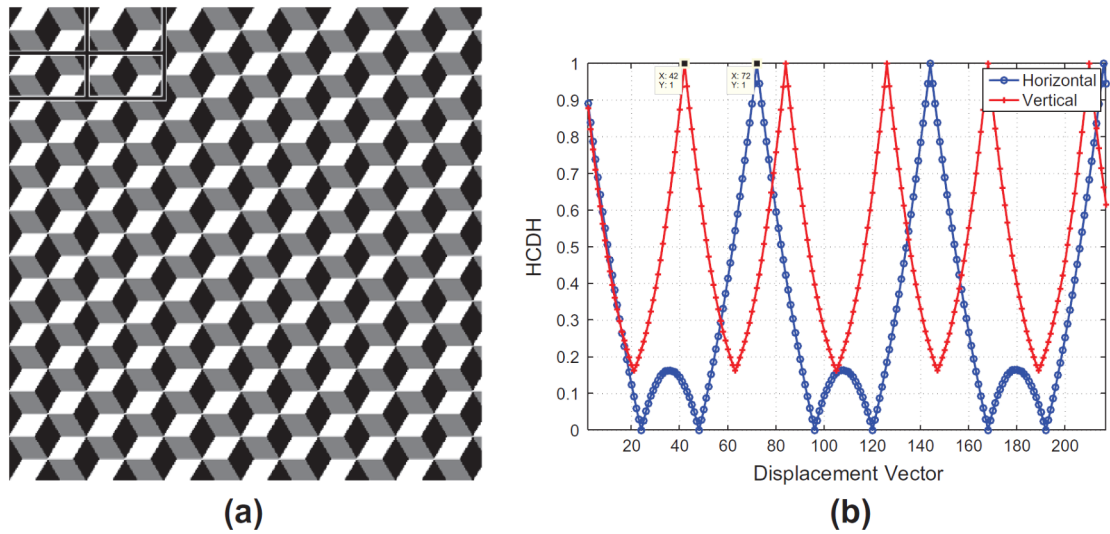 1
0.9
0.8
0.7
0.6
0.5
0.4
0.3
0.2
0.1
0
HCDH
X: 42
Y: 1
X: 72
Y: 1
Horizontal
Vertical
20 40 60 80 100 120 140 160 180 200
Displacement Vector
(a)
(b)